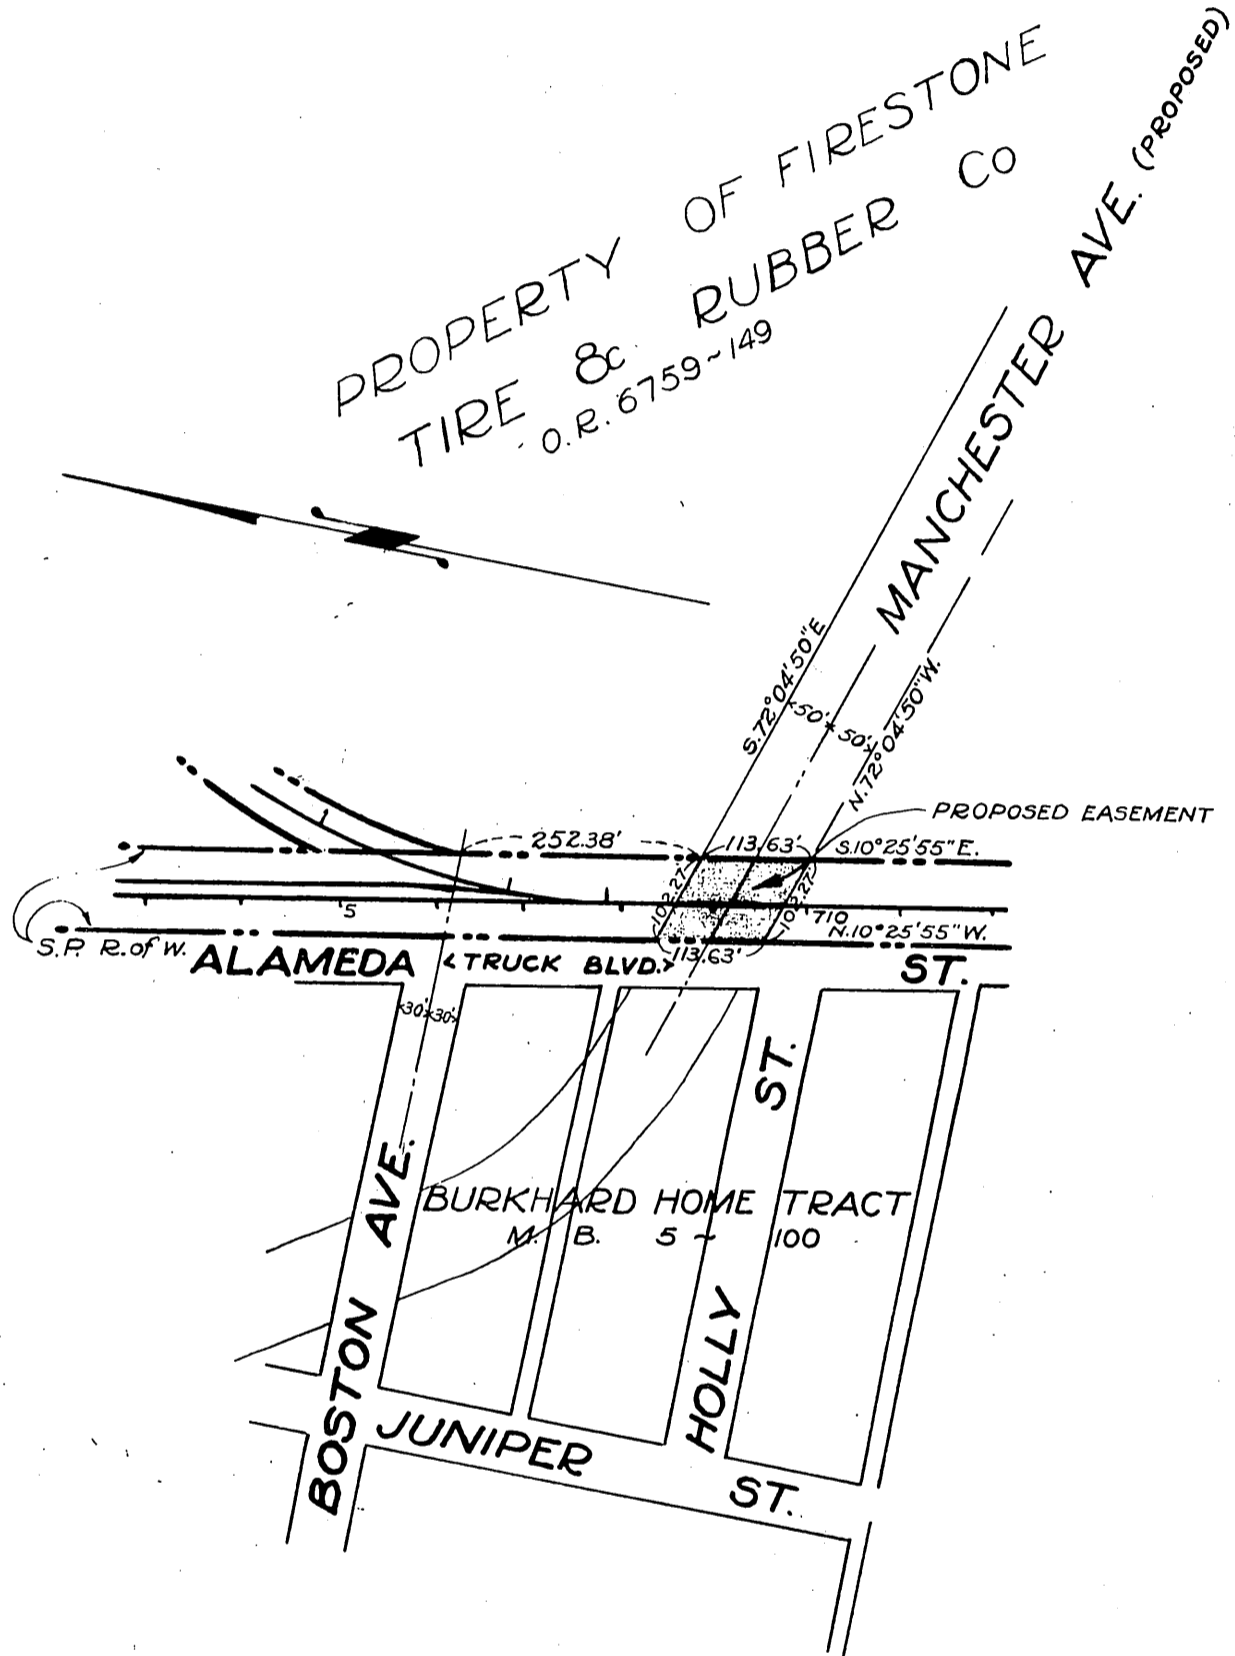 PROPERTY OF FIRESTONE
TIRE & RUBBER CO
O.R. 6759~149
MANCHESTER AVE. (PROPOSED)
S.72°04'50"E
50' 50'
N.72°04'50"W.
PROPOSED EASEMENT
252.38'
113.63'
S.10°25'55"E.
102.27
102.27
5
710
N.10°25'55"W.
S.P. R. of W.
ALAMEDA <TRUCK BLVD.> ST.
113.63'
30' 30'
BOSTON AVE.
HOLLY ST.
BURKHARD HOME TRACT
M. B. 5 ~ 100
JUNIPER ST.